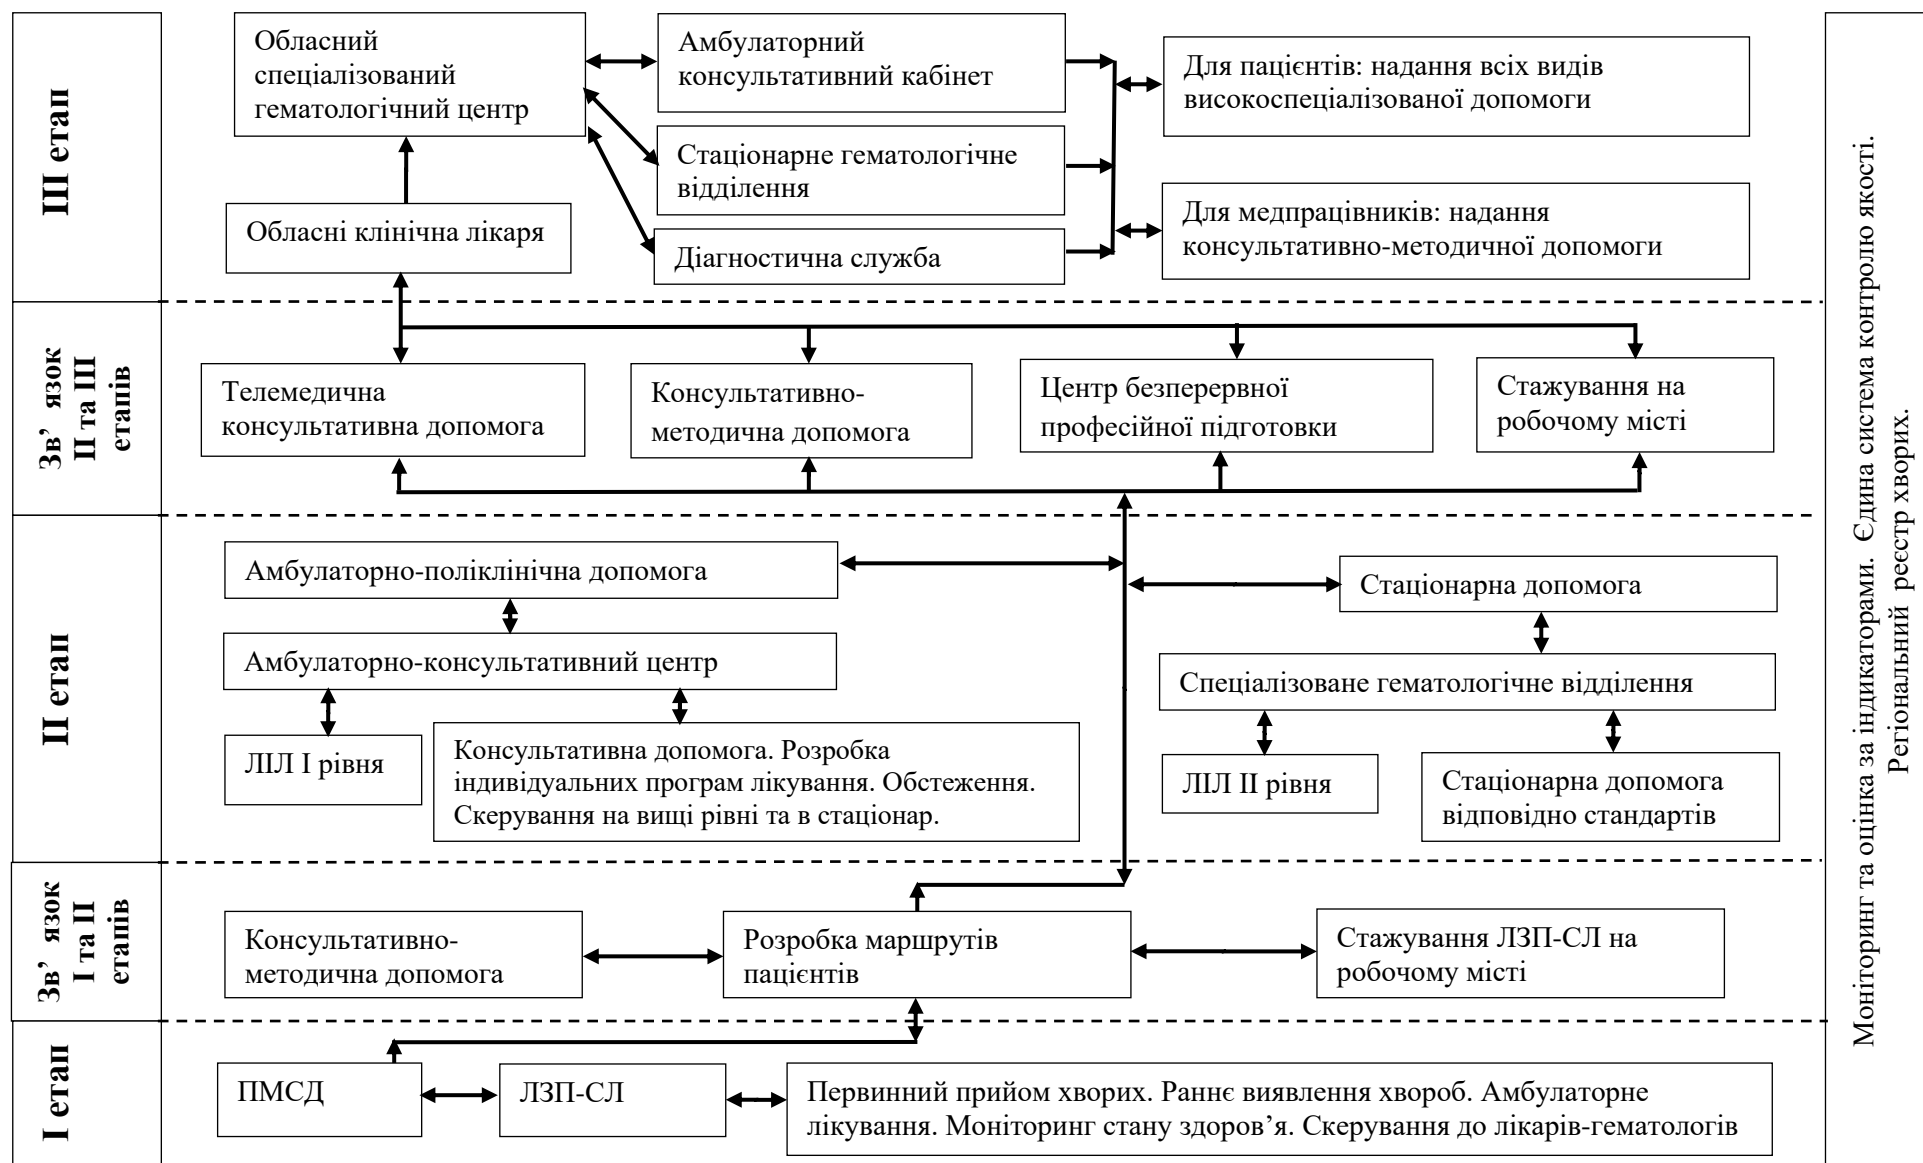 III етап
Обласний
спеціалізований
гематологічний центр
Амбулаторний
консультативний кабінет
Для пацієнтів: надання всіх видів
високоспеціалізованої допомоги
Стаціонарне гематологічне
відділення
Обласні клінічна лікаря
Діагностична служба
Для медпрацівників: надання
консультативно-методичної допомоги
Зв’ язок
II та III
етапів
Телемедична
консультативна допомога
Консультативно-
методична допомога
Центр безперервної
професійної підготовки
Стажування на
робочому місті
II етап
Амбулаторно-поліклінічна допомога
Стаціонарна допомога
Амбулаторно-консультативний центр
Спеціалізоване гематологічне відділення
ЛІЛ I рівня
Консультативна допомога. Розробка
індивідуальних програм лікування. Обстеження.
Скерування на вищі рівні та в стаціонар.
ЛІЛ II рівня
Стаціонарна допомога
відповідно стандартів
Зв’ язок
I та II
етапів
Консультативно-
методична допомога
Розробка маршрутів
пацієнтів
Стажування ЛЗП-СЛ на
робочому місті
I етап
ПМСД
ЛЗП-СЛ
Первинний прийом хворих. Раннє виявлення хвороб. Амбулаторне
лікування. Моніторинг стану здоров’я. Скерування до лікарів-гематологів
Моніторинг та оцінка за індикаторами. Єдина система контролю якості.
Регіональний реєстр хворих.